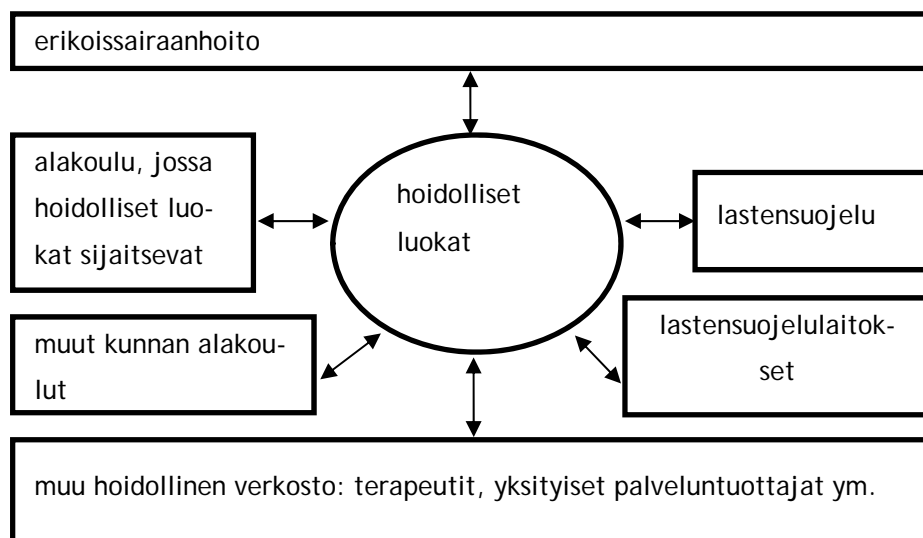 erikoissairaanhoito
alakoulu, jossa
hoidolliset luo-
kat sijaitsevat
hoidolliset
luokat
lastensuojelu
muut kunnan alakou-
lut
lastensuojelulaitok-
set
muu hoidollinen verkosto: terapeutit, yksityiset palveluntuottajat ym.